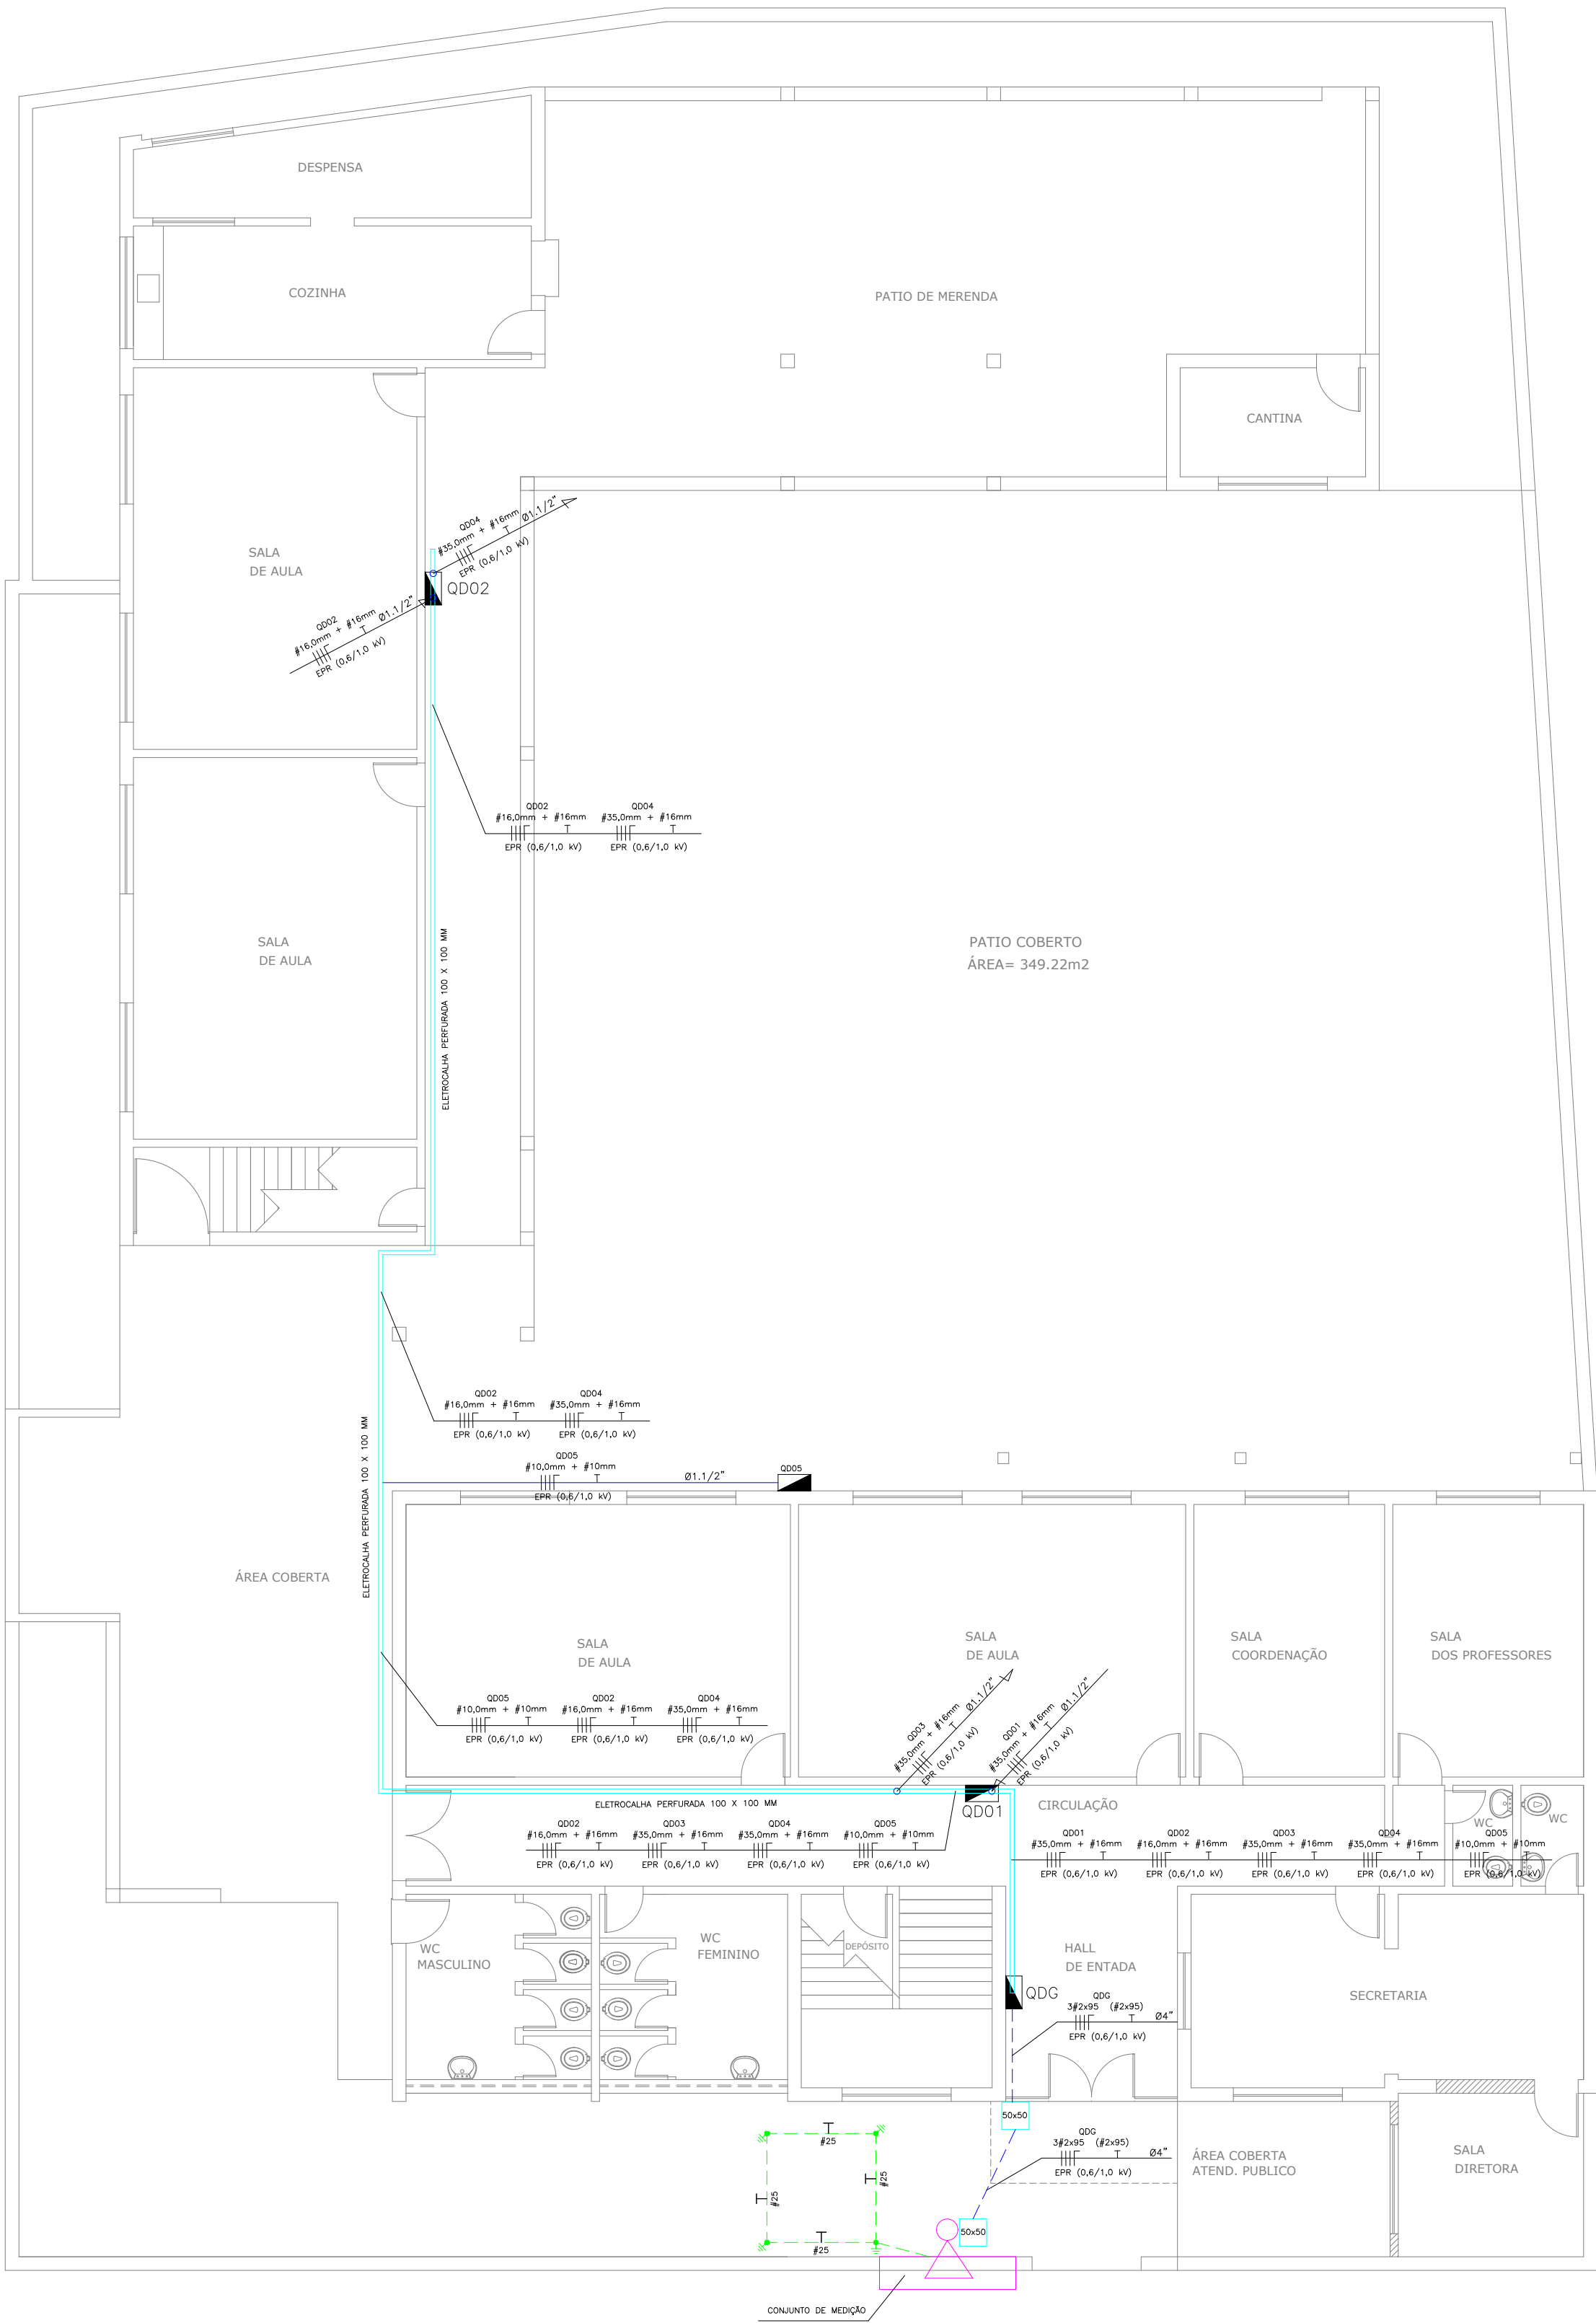 DESPENSA
COZINHA
PATIO DE MERENDA
CANTINA
SALA
DE AULA
QD04
#35,0mm + #16mm Ø1.1/2"
EPR (0,6/1,0 kV)
QD02
QD02
#16,0mm + #16mm Ø1.1/2"
EPR (0,6/1,0 kV)
QD02 QD04
#16,0mm + #16mm #35,0mm + #16mm
EPR (0,6/1,0 kV) EPR (0,6/1,0 kV)
SALA
DE AULA
ELETROCALHA PERFURADA 100 X 100 MM
PATIO COBERTO
ÁREA= 349.22m2
QD02 QD04
#16,0mm + #16mm #35,0mm + #16mm
EPR (0,6/1,0 kV) EPR (0,6/1,0 kV)
ELETROCALHA PERFURADA 100 X 100 MM
QD05
#10,0mm + #10mm Ø1.1/2"
EPR (0,6/1,0 kV)
QD05
ÁREA COBERTA
SALA
DE AULA
SALA
DE AULA
SALA
COORDENAÇÃO
SALA
DOS PROFESSORES
QD05 QD02 QD04
#10,0mm + #10mm #16,0mm + #16mm #35,0mm + #16mm
EPR (0,6/1,0 kV) EPR (0,6/1,0 kV) EPR (0,6/1,0 kV)
QD03
#35,0mm + #16mm Ø1.1/2"
EPR (0,6/1,0 kV)
QD01
#35,0mm + #16mm Ø1.1/2"
EPR (0,6/1,0 kV)
ELETROCALHA PERFURADA 100 X 100 MM
QD01
CIRCULAÇÃO
WC
WC
QD02 QD03 QD04 QD05
#16,0mm + #16mm #35,0mm + #16mm #35,0mm + #16mm #10,0mm + #10mm
EPR (0,6/1,0 kV) EPR (0,6/1,0 kV) EPR (0,6/1,0 kV) EPR (0,6/1,0 kV)
QD01 QD02 QD03 QD04 QD05
#35,0mm + #16mm #16,0mm + #16mm #35,0mm + #16mm #35,0mm + #16mm #10,0mm + #10mm
EPR (0,6/1,0 kV) EPR (0,6/1,0 kV) EPR (0,6/1,0 kV) EPR (0,6/1,0 kV) EPR (0,6/1,0 kV)
WC
MASCULINO
WC
FEMININO
DEPÓSITO
HALL
DE ENTADA
QDG
SECRETARIA
QDG
3#2x95 (#2x95) Ø4"
EPR (0,6/1,0 kV)
50x50
QDG
3#2x95 (#2x95) Ø4"
EPR (0,6/1,0 kV)
ÁREA COBERTA
ATEND. PUBLICO
SALA
DIRETORA
#25
#25
#25
#25
50x50
CONJUNTO DE MEDIÇÃO